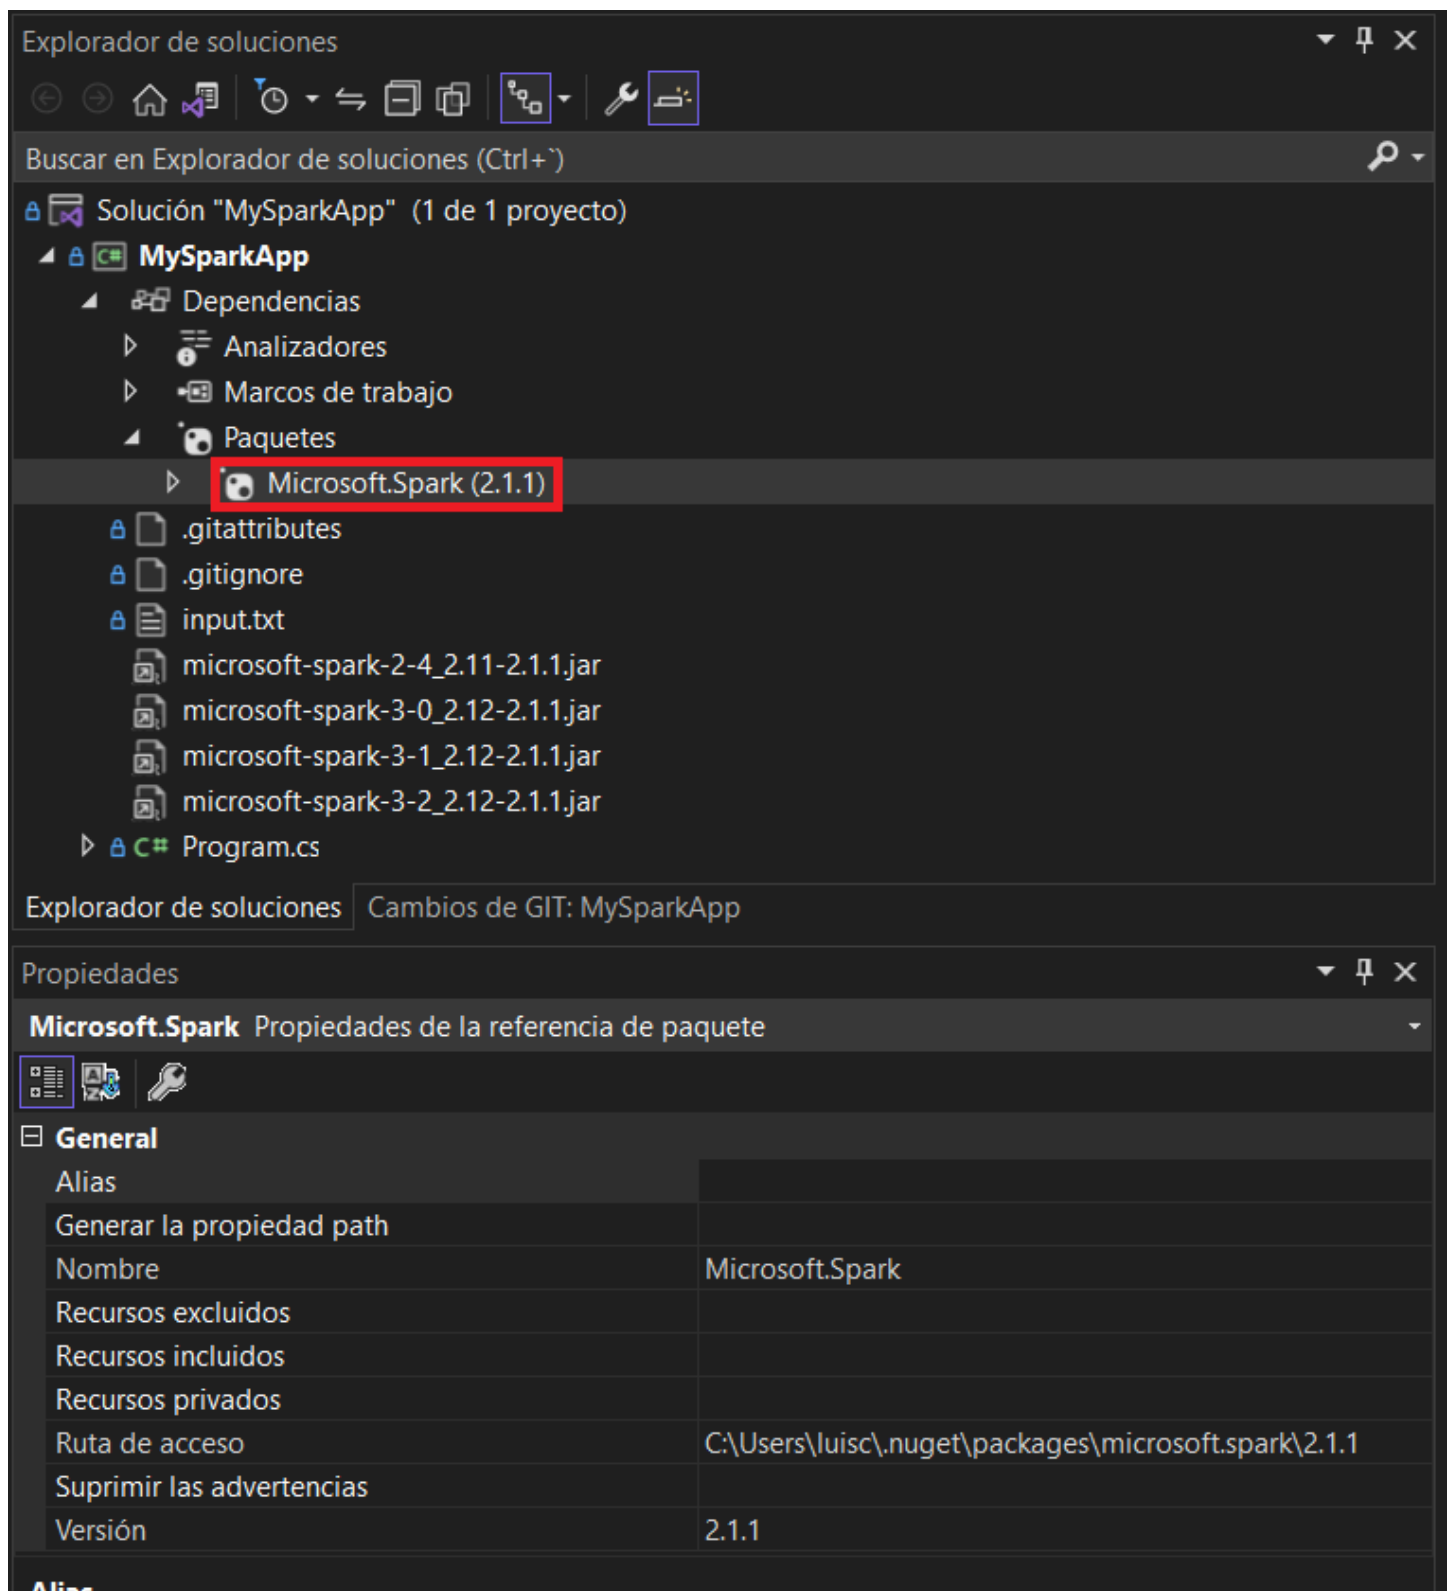 Explorador de soluciones
Buscar en Explorador de soluciones (Ctrl+`)
Solución "MySparkApp" (1 de 1 proyecto)
C# MySparkApp
Dependencias
Analizadores
Marcos de trabajo
Paquetes
Microsoft.Spark (2.1.1)
.gitattributes
.gitignore
input.txt
microsoft-spark-2-4_2.11-2.1.1.jar
microsoft-spark-3-0_2.12-2.1.1.jar
microsoft-spark-3-1_2.12-2.1.1.jar
microsoft-spark-3-2_2.12-2.1.1.jar
C# Program.cs
Explorador de soluciones Cambios de GIT: MySparkApp
Propiedades
Microsoft.Spark Propiedades de la referencia de paquete
General
Alias
Generar la propiedad path
Nombre Microsoft.Spark
Recursos excluidos
Recursos incluidos
Recursos privados
Ruta de acceso C:\Users\luisc\.nuget\packages\microsoft.spark\2.1.1
Suprimir las advertencias
Versión 2.1.1
Alias